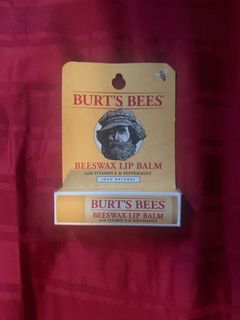 BURT'S BEES
BEESWAX LIP BALM
with VITAMIN E & PEPPERMINT
100% NATURAL
BURT'S BEES
BEESWAX LIP BALM
with VITAMIN E & PEPPERMINT